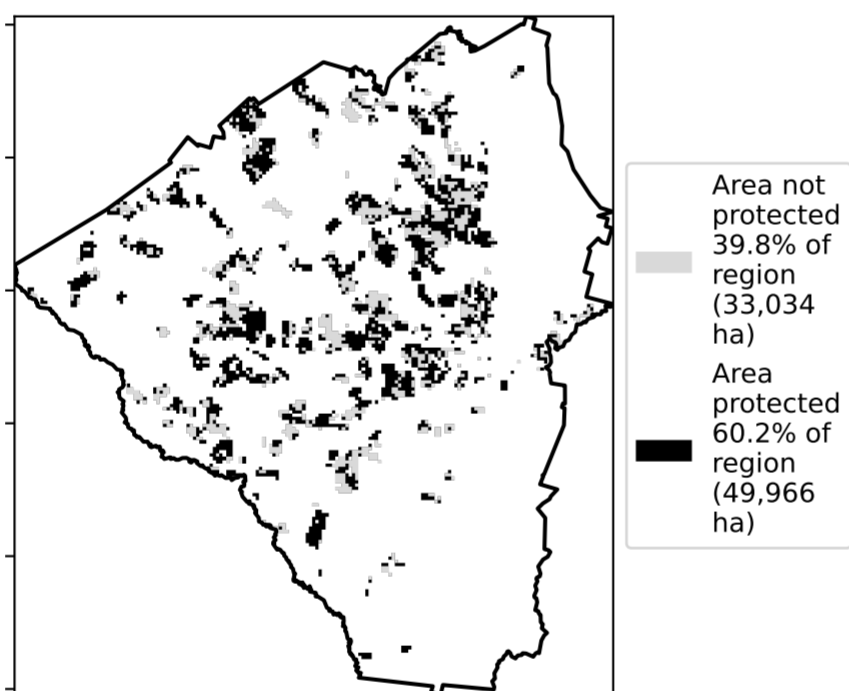 Area not
protected
39.8% of
region
(33,034
ha)
Area
protected
60.2% of
region
(49,966
ha)